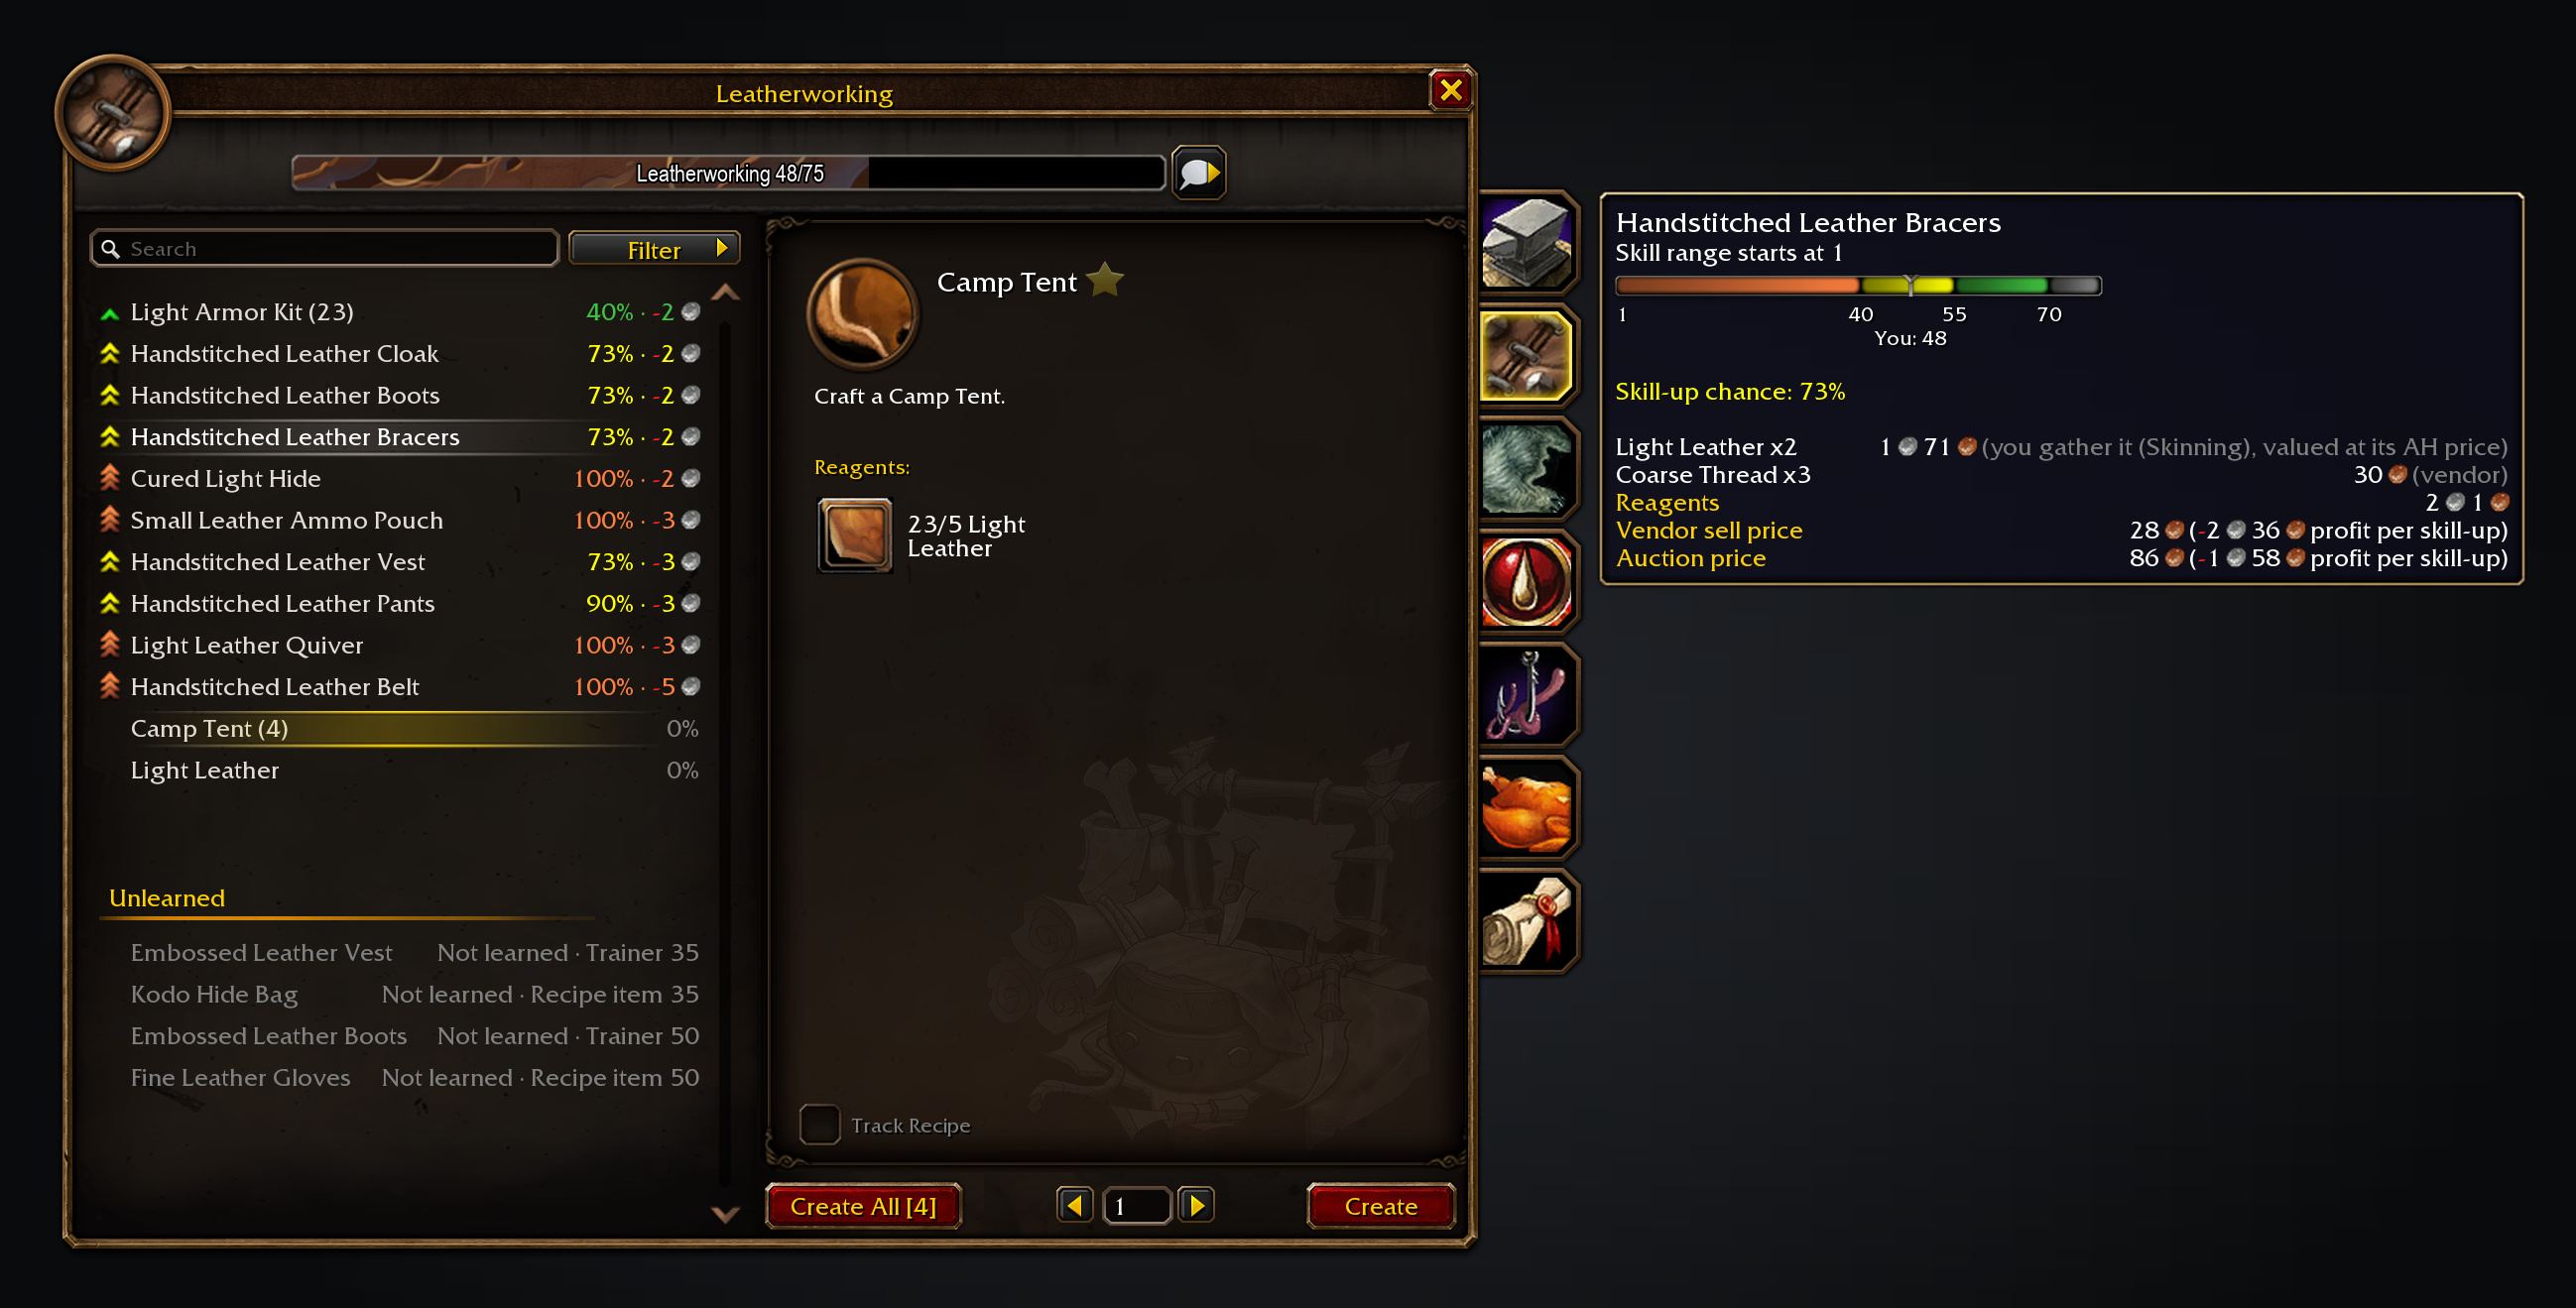 Leatherworking
Leatherworking 48/75
Search
Filter
Light Armor Kit (23) 40% · -2
Handstitched Leather Cloak 73% · -2
Handstitched Leather Boots 73% · -2
Handstitched Leather Bracers 73% · -2
Cured Light Hide 100% · -2
Small Leather Ammo Pouch 100% · -3
Handstitched Leather Vest 73% · -3
Handstitched Leather Pants 90% · -3
Light Leather Quiver 100% · -3
Handstitched Leather Belt 100% · -5
Camp Tent (4) 0%
Light Leather 0%
Unlearned
Embossed Leather Vest Not learned · Trainer 35
Kodo Hide Bag Not learned · Recipe item 35
Embossed Leather Boots Not learned · Trainer 50
Fine Leather Gloves Not learned · Recipe item 50
Camp Tent
Craft a Camp Tent.
Reagents:
23/5 Light
Leather
Track Recipe
Create All [4]
1
Create
Handstitched Leather Bracers
Skill range starts at 1
1 40 55 70
You: 48
Skill-up chance: 73%
Light Leather x2 1 71 (you gather it (Skinning), valued at its AH price)
Coarse Thread x3 30 (vendor)
Reagents 2 1
Vendor sell price 28 (-2 36 profit per skill-up)
Auction price 86 (-1 58 profit per skill-up)